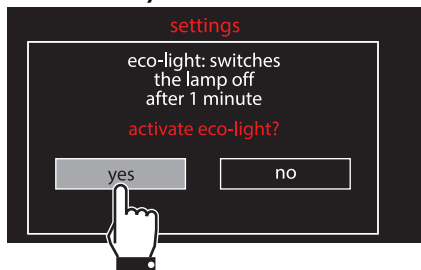 settings
eco-light: switches
the lamp off
after 1 minute
activate eco-light?
yes
no